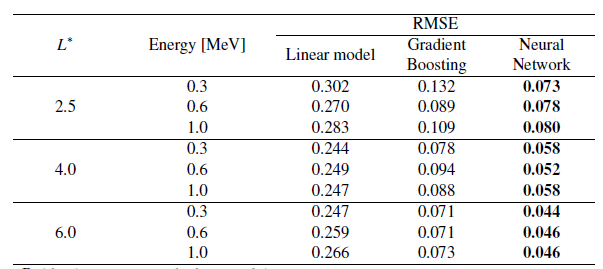 RMSE
L* Energy [MeV] Linear model Gradient Boosting Neural Network
0.3 0.302 0.132 0.073
2.5 0.6 0.270 0.089 0.078
1.0 0.283 0.109 0.080
0.3 0.244 0.078 0.058
4.0 0.6 0.249 0.094 0.052
1.0 0.247 0.088 0.058
0.3 0.247 0.071 0.044
6.0 0.6 0.259 0.071 0.046
1.0 0.266 0.073 0.046